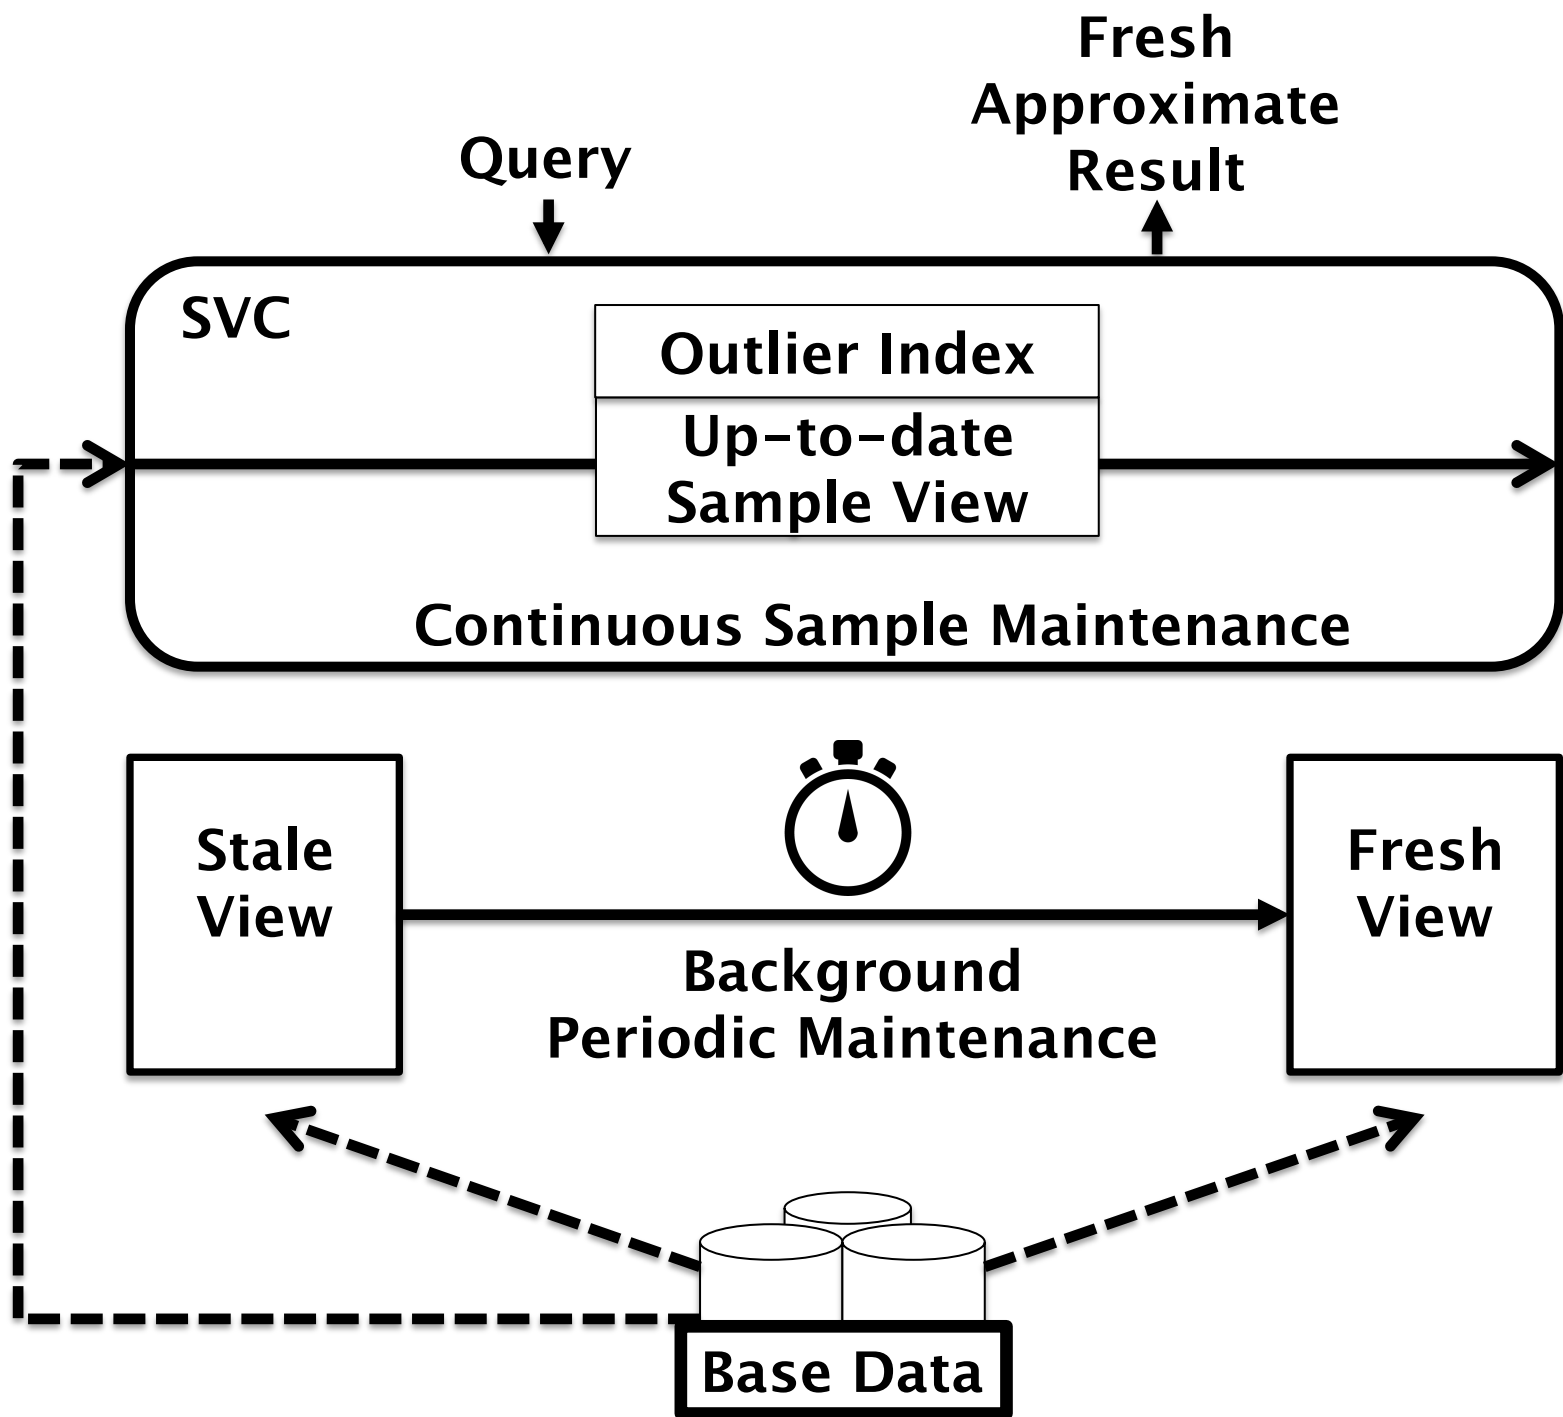 Fresh
Approximate
Result
Query
SVC
Outlier Index
Up-to-date
Sample View
Continuous Sample Maintenance
Stale
View
Fresh
View
Background
Periodic Maintenance
Base Data